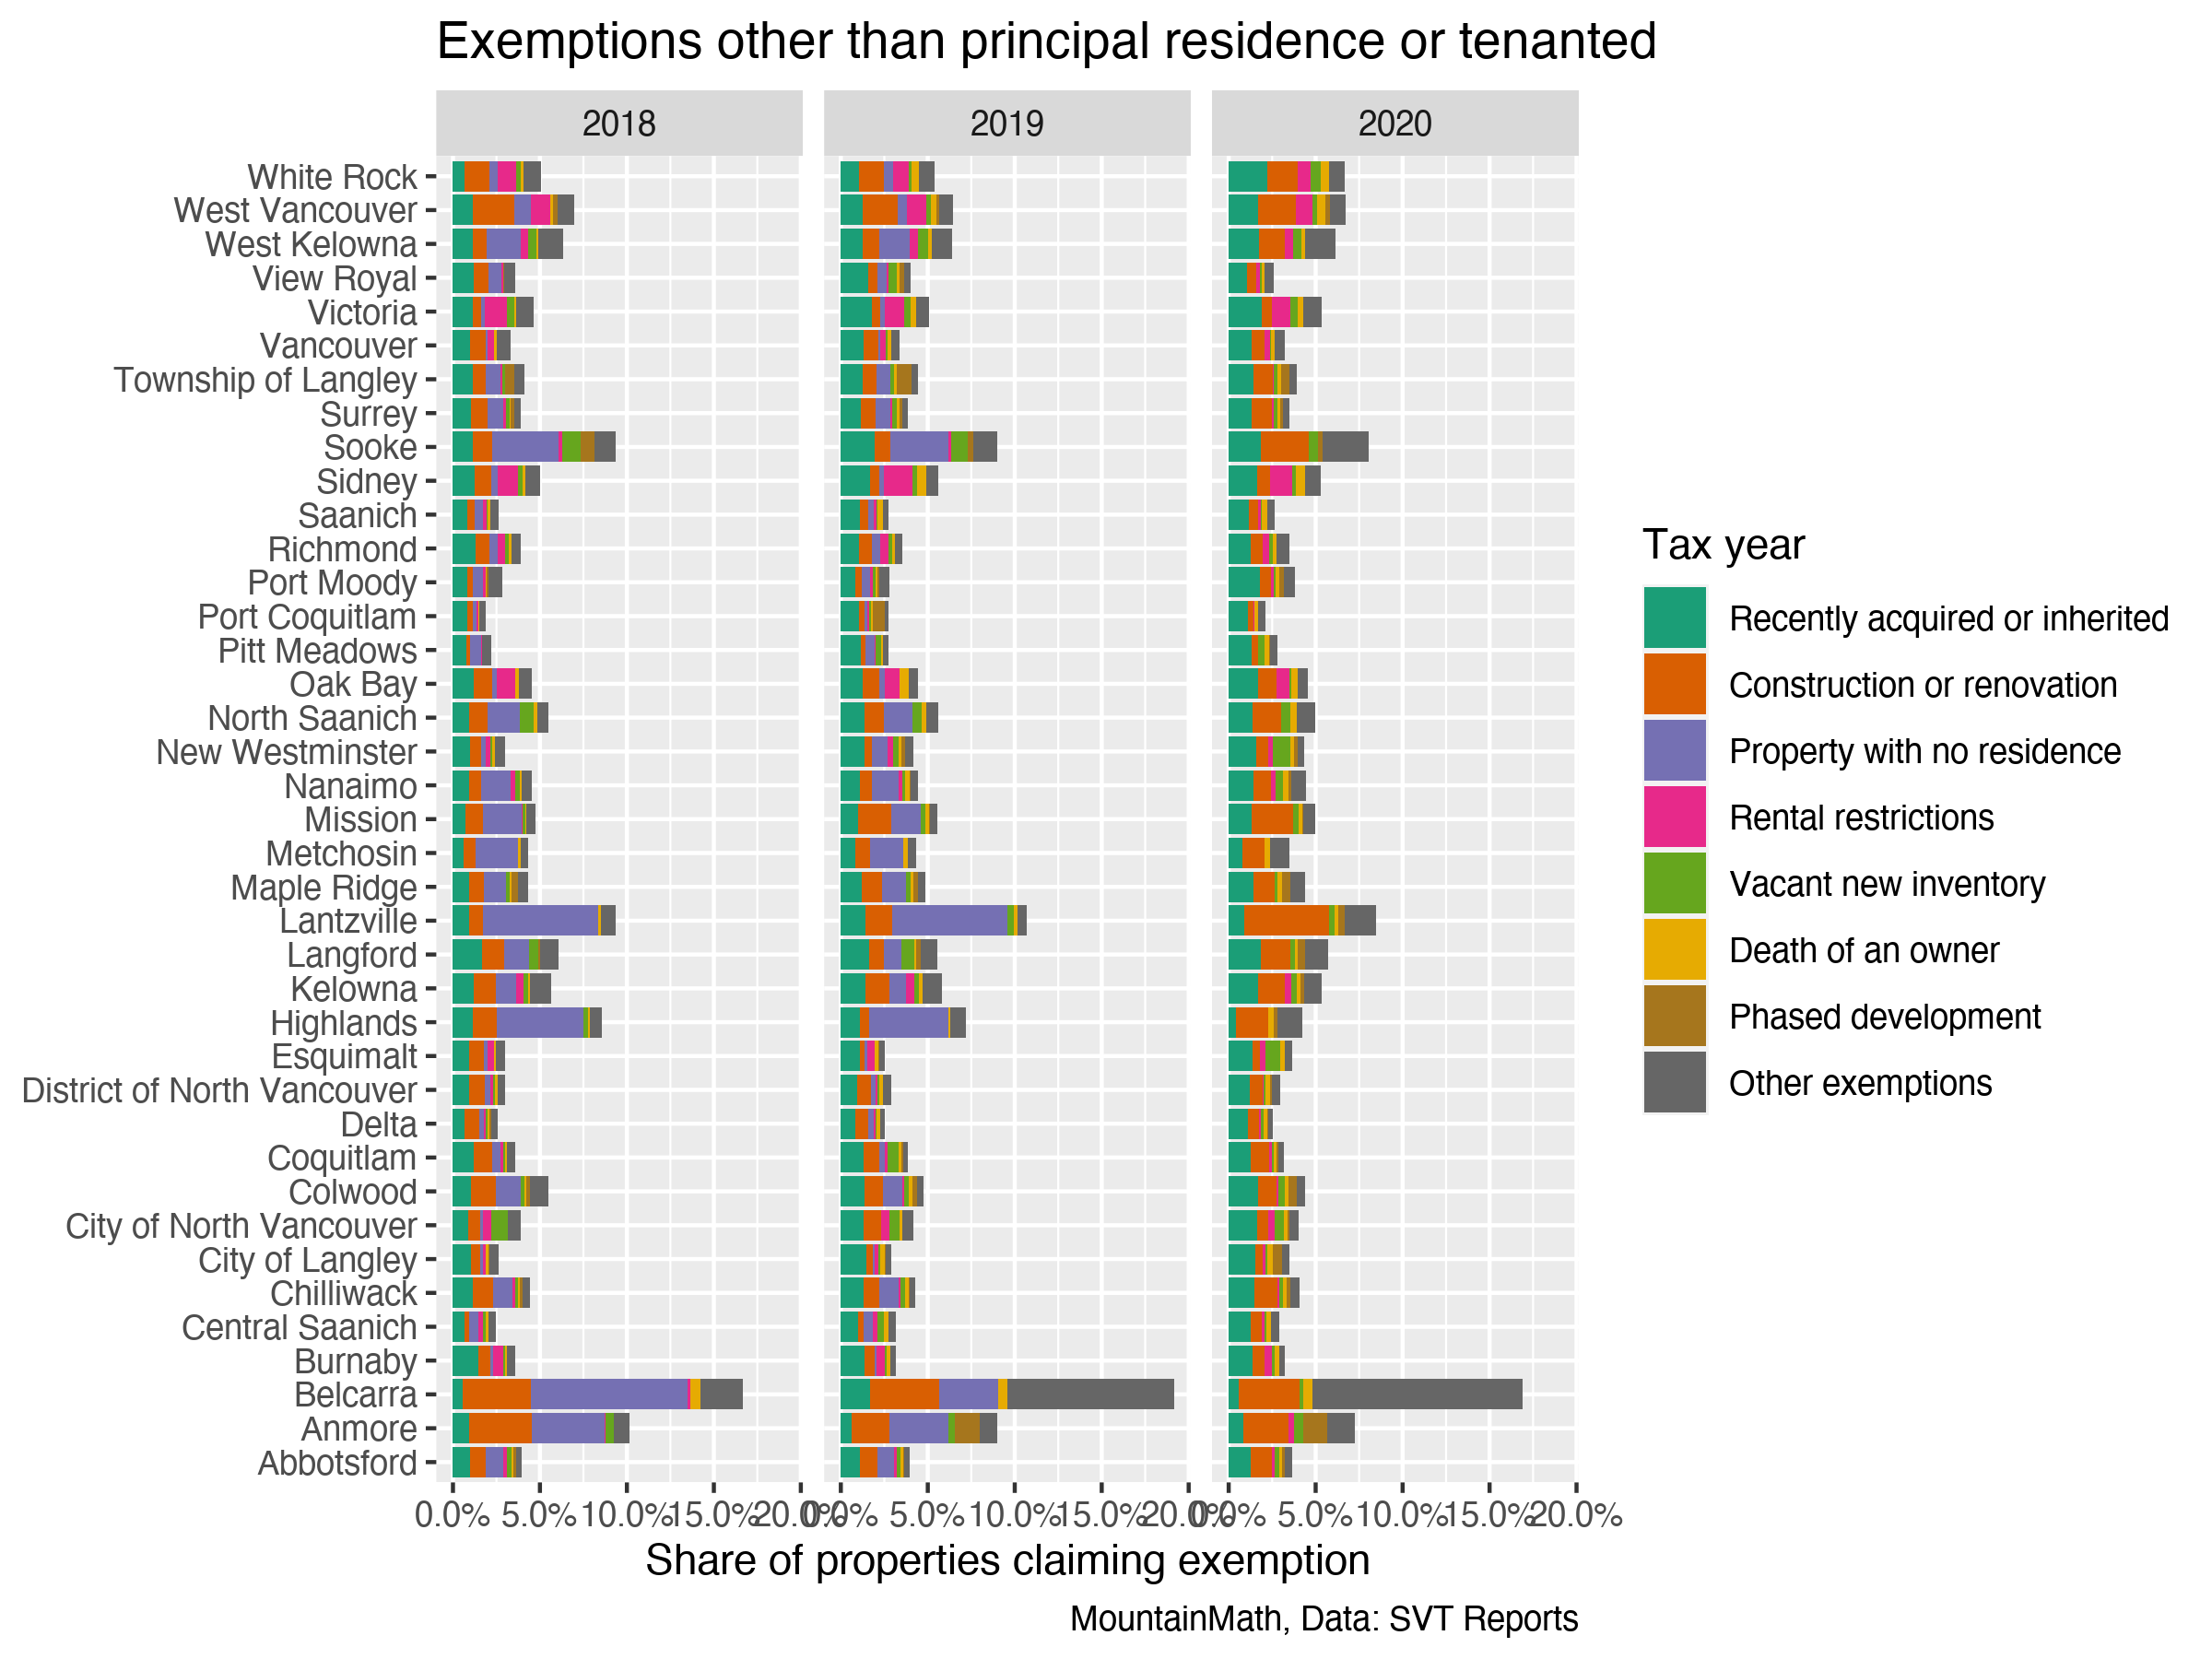 Exemptions other than principal residence or tenanted
2018
2019
2020
White Rock
West Vancouver
West Kelowna
View Royal
Victoria
Vancouver
Township of Langley
Surrey
Sooke
Sidney
Saanich
Richmond
Port Moody
Port Coquitlam
Pitt Meadows
Oak Bay
North Saanich
New Westminster
Nanaimo
Mission
Metchosin
Maple Ridge
Lantzville
Langford
Kelowna
Highlands
Esquimalt
District of North Vancouver
Delta
Coquitlam
Colwood
City of North Vancouver
City of Langley
Chilliwack
Central Saanich
Burnaby
Belcarra
Anmore
Abbotsford
0.0% 5.0% 10.0% 15.0% 20.0%
0.0% 5.0% 10.0% 15.0% 20.0%
0.0% 5.0% 10.0% 15.0% 20.0%
Share of properties claiming exemption
MountainMath, Data: SVT Reports
Tax year
Recently acquired or inherited
Construction or renovation
Property with no residence
Rental restrictions
Vacant new inventory
Death of an owner
Phased development
Other exemptions